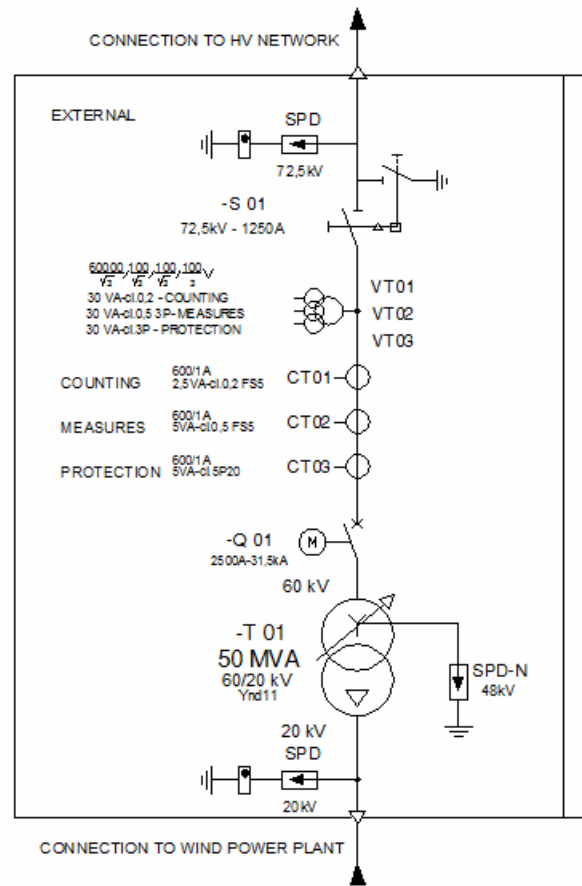 CONNECTION TO HV NETWORK
EXTERNAL
SPD
72,5kV
-S 01
72,5kV - 1250A
60000/√3 / 100/√3 / 100/√3 / 100/3 V
30 VA-cl.0,2 - COUNTING
30 VA-cl.0,5 3P- MEASURES
30 VA-cl.3P - PROTECTION
VT01
VT02
VT03
COUNTING
600/1A
2,5VA-cl.0,2 FS5
CT01
MEASURES
600/1A
5VA-cl0,5 FS5
CT02
PROTECTION
600/1A
5VA-cl.5P20
CT03
-Q 01
M
2500A-31,5kA
60 kV
-T 01
50 MVA
60/20 kV
Ynd11
SPD-N
48kV
20 kV
SPD
20kV
CONNECTION TO WIND POWER PLANT